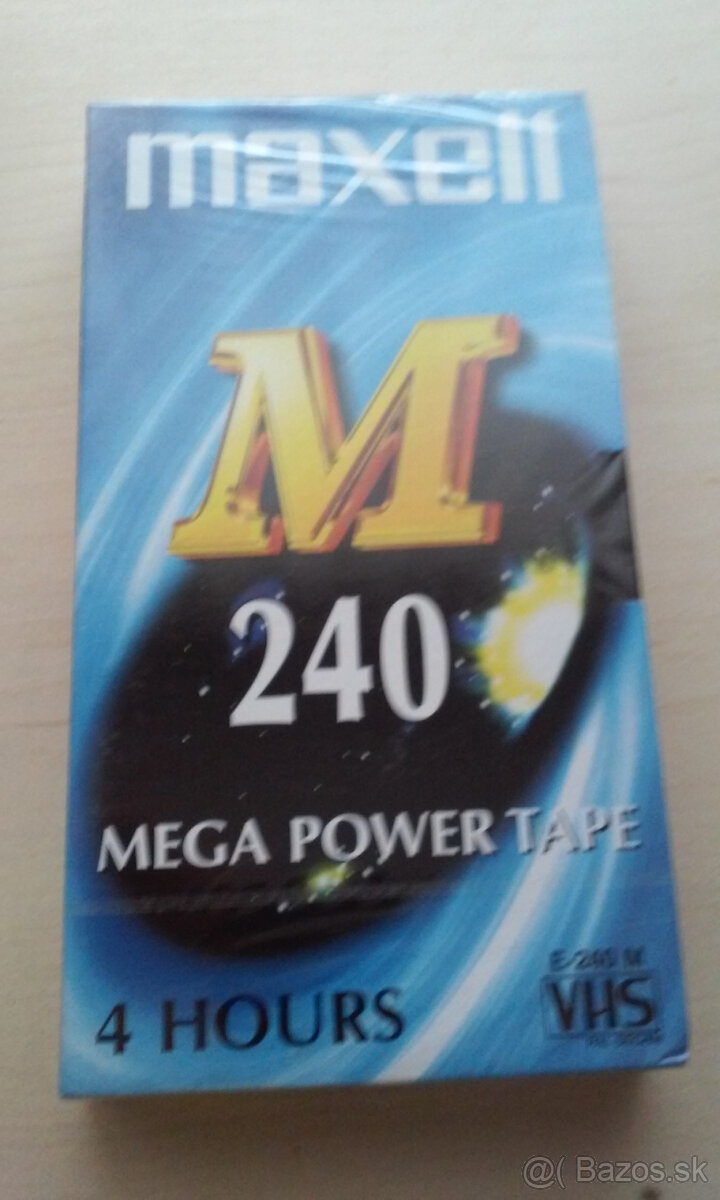 maxell
M
240
MEGA POWER TAPE
E-240 M
4 HOURS
VHS
@( Bazos.sk